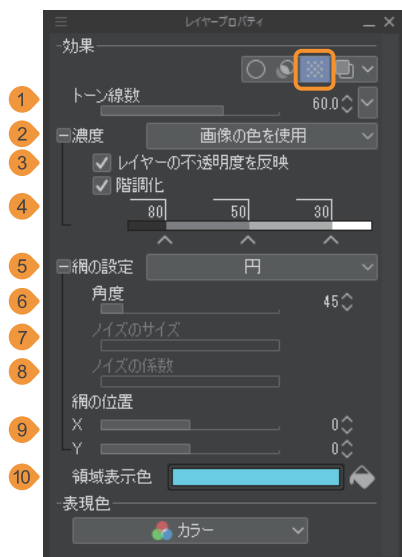 レイヤープロパティ
効果
1 トーン線数 60.0
2 濃度 画像の色を使用
3 レイヤーの不透明度を反映
階調化
4 80 50 30
5 網の設定 円
6 角度 45
7 ノイズのサイズ
8 ノイズの係数
網の位置
9 X 0
Y 0
10 領域表示色
表現色
カラー